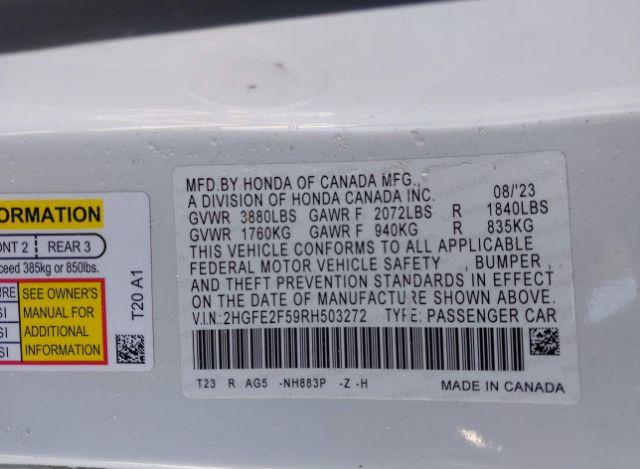 ORMATION
ONT 2 REAR 3
ceed 385kg or 850lbs.
SEE OWNER'S
MANUAL FOR
ADDITIONAL
INFORMATION
T20 A1
MFD.BY HONDA OF CANADA MFG.,
A DIVISION OF HONDA CANADA INC. 08/'23
GVWR 3880LBS GAWR F 2072LBS R 1840LBS
GVWR 1760KG GAWR F 940KG R 835KG
THIS VEHICLE CONFORMS TO ALL APPLICABLE
FEDERAL MOTOR VEHICLE SAFETY , BUMPER ,
AND THEFT PREVENTION STANDARDS IN EFFECT
ON THE DATE OF MANUFACTURE SHOWN ABOVE.
V.I.N.:2HGFE2F59RH503272 TYPE: PASSENGER CAR
T23 R AG5 -NH883P -Z -H
MADE IN CANADA